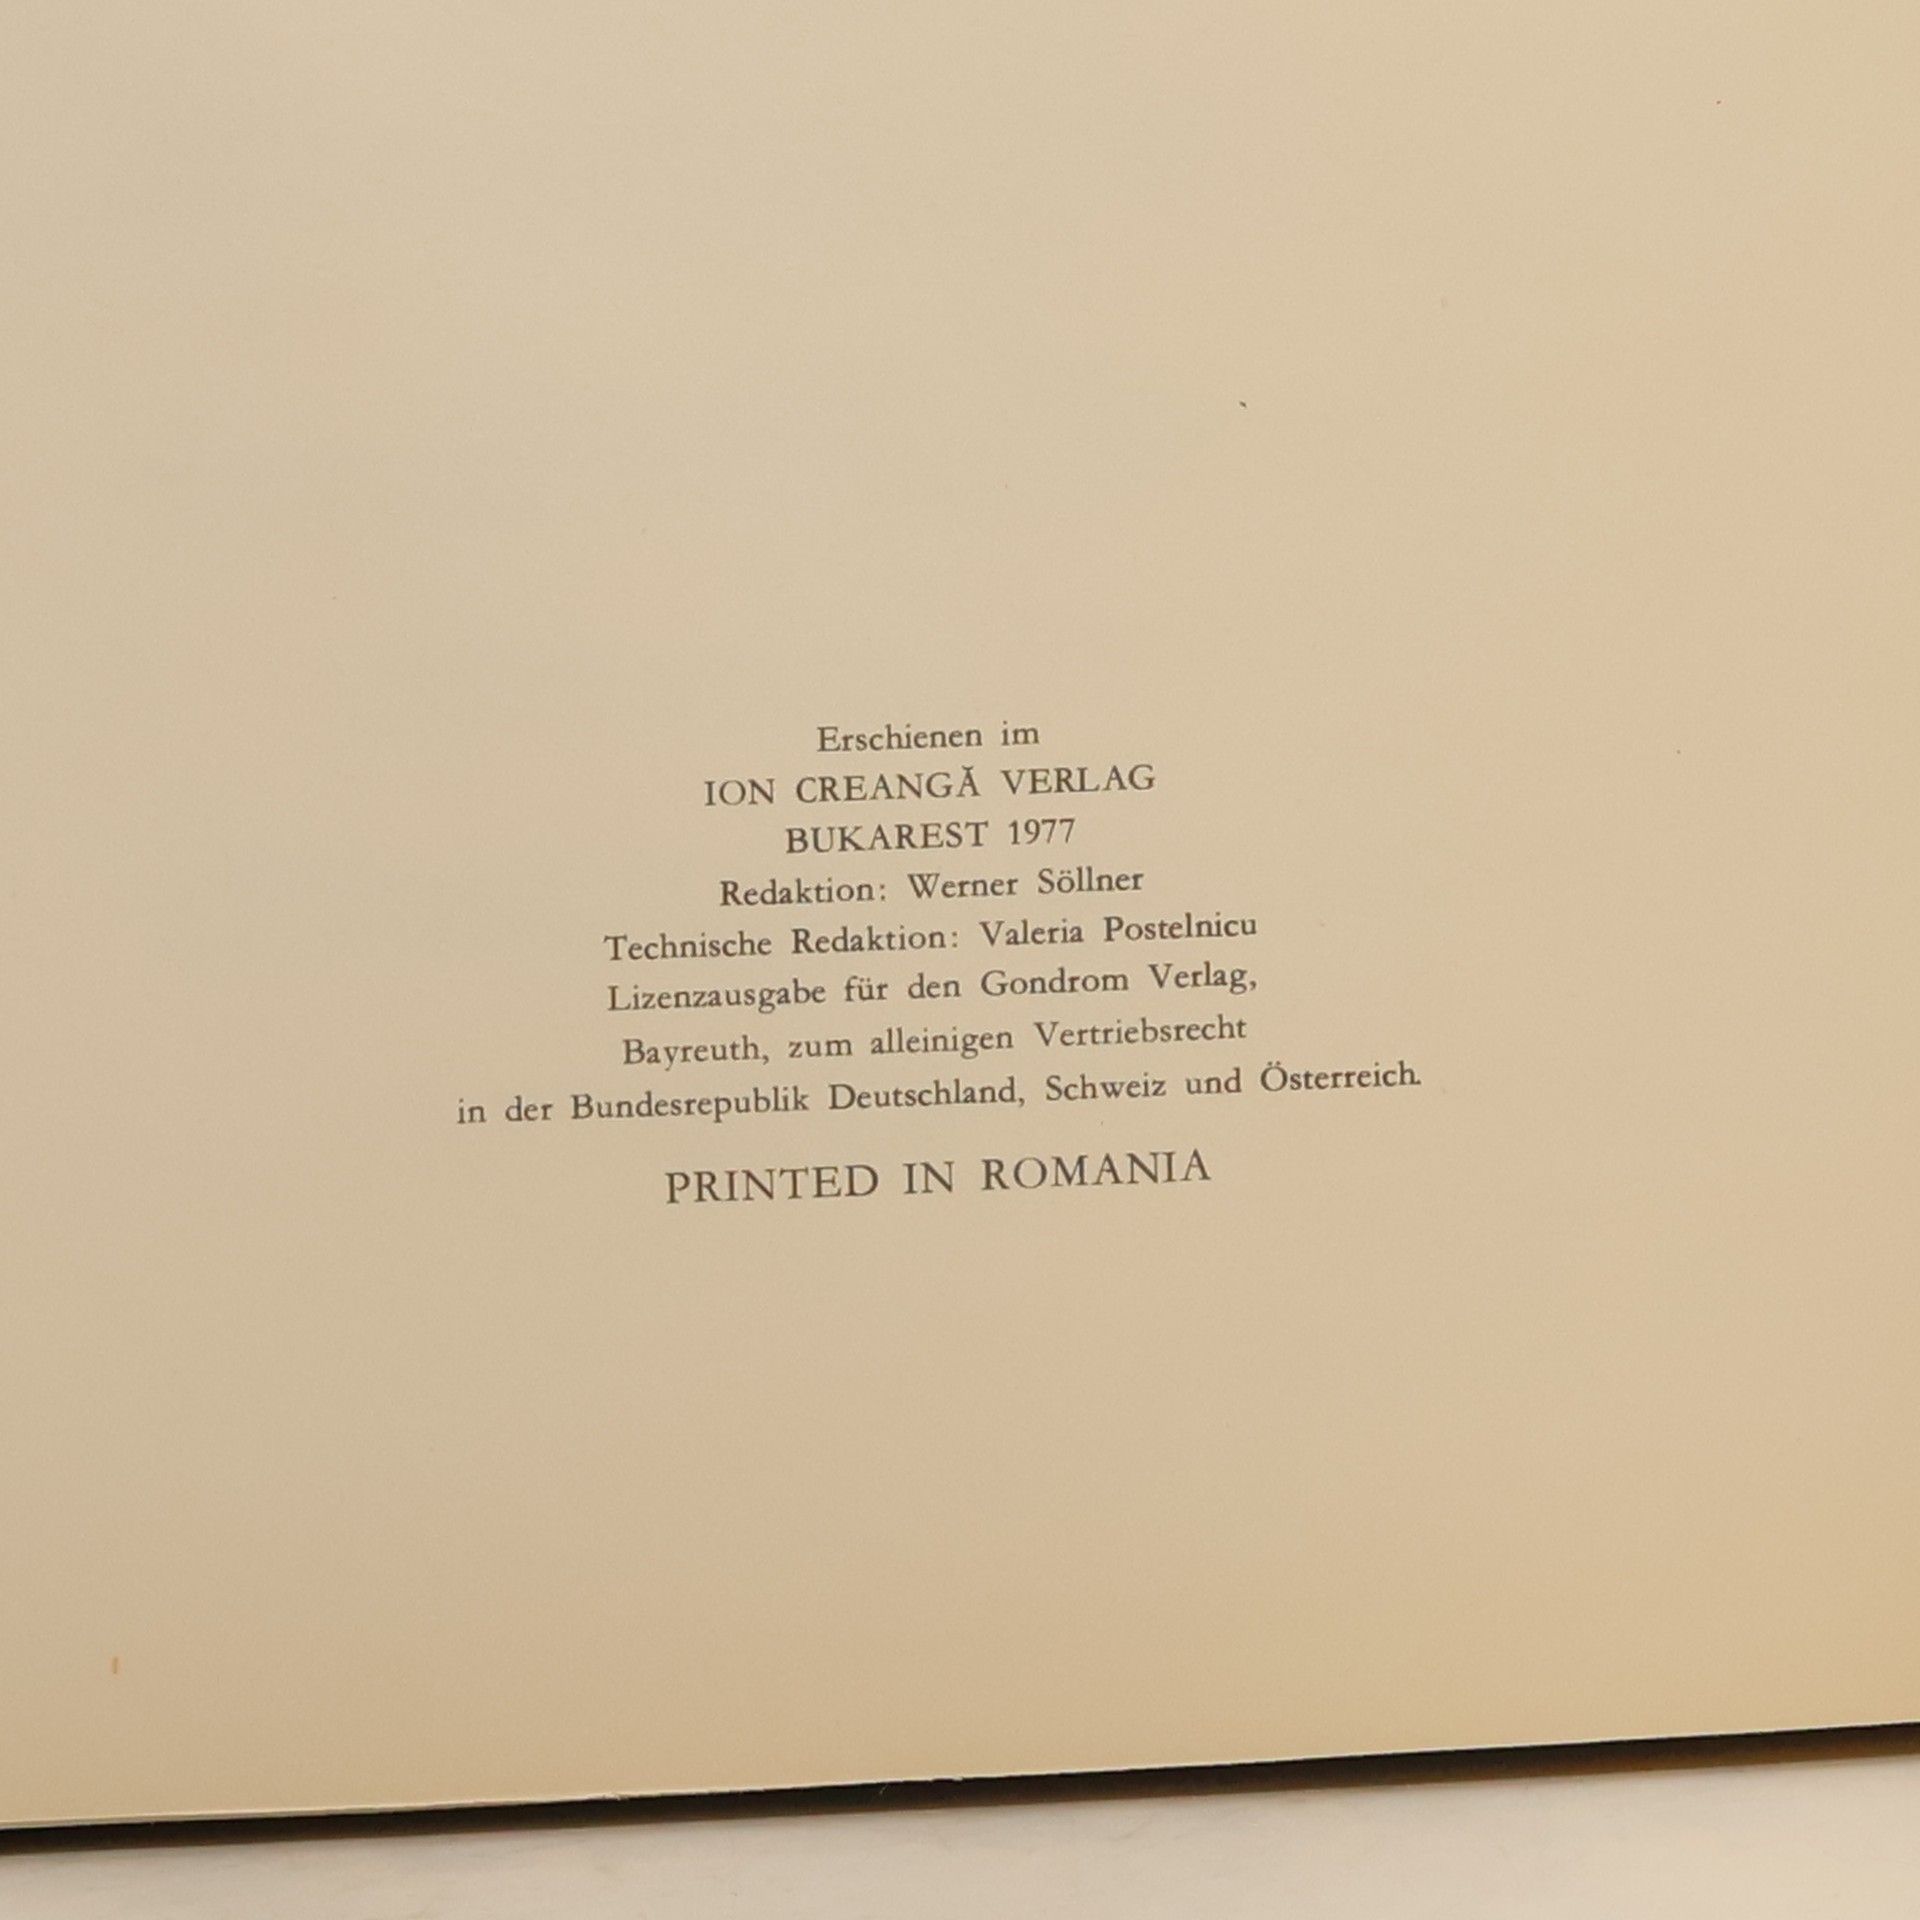 Erschienen im
ION CREANGĂ VERLAG
BUKAREST 1977
Redaktion: Werner Söllner
Technische Redaktion: Valeria Postelnicu
Lizenzausgabe für den Gondrom Verlag,
Bayreuth, zum alleinigen Vertriebsrecht
in der Bundesrepublik Deutschland, Schweiz und Österreich.
PRINTED IN ROMANIA